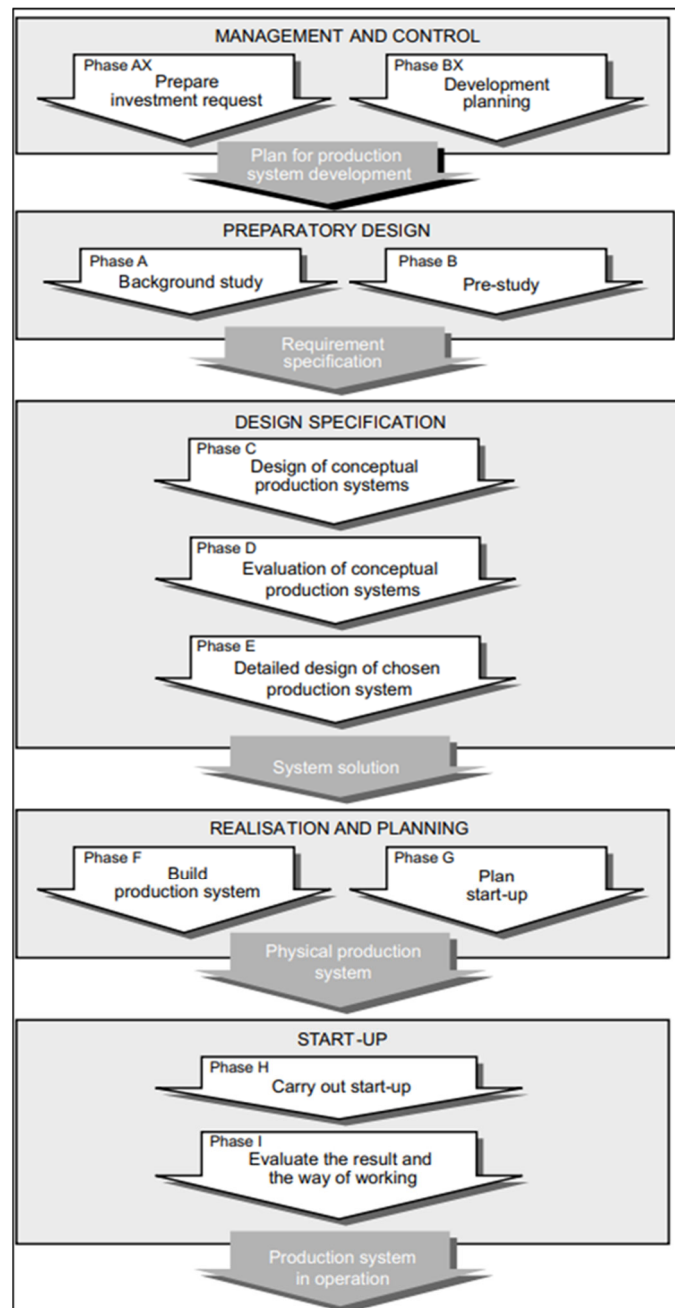 MANAGEMENT AND CONTROL
Phase AX
Prepare
investment request
Phase BX
Development
planning
Plan for production
system development
PREPARATORY DESIGN
Phase A
Background study
Phase B
Pre-study
Requirement
specification
DESIGN SPECIFICATION
Phase C
Design of conceptual
production systems
Phase D
Evaluation of conceptual
production systems
Phase E
Detailed design of chosen
production system
System solution
REALISATION AND PLANNING
Phase F
Build
production system
Phase G
Plan
start-up
Physical production
system
START-UP
Phase H
Carry out start-up
Phase I
Evaluate the result and
the way of working
Production system
in operation